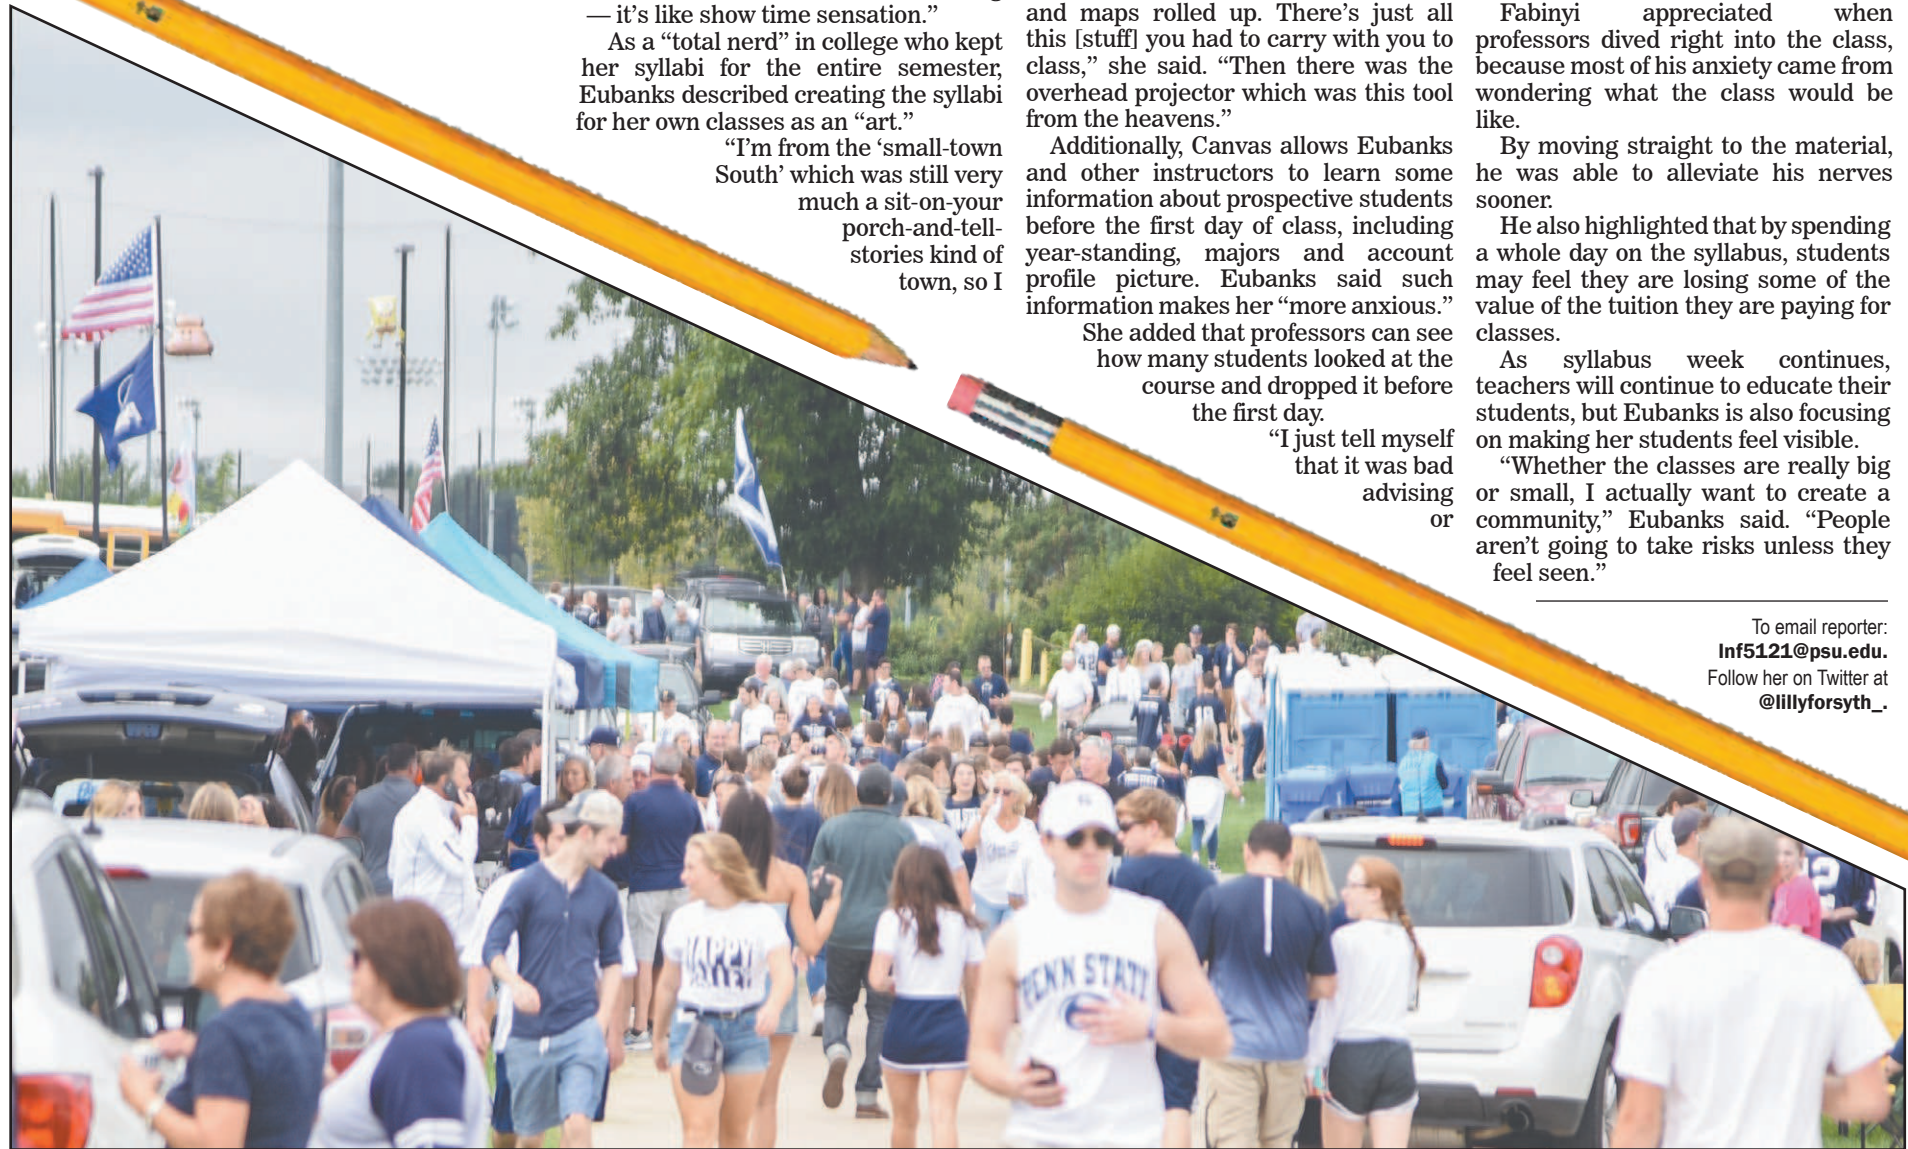 — it’s like show time sensation.”
As a “total nerd” in college who kept
her syllabi for the entire semester,
Eubanks described creating the syllabi
for her own classes as an “art.”
“I’m from the ‘small-town
South’ which was still very
much a sit-on-your
porch-and-tell-
stories kind of
town, so I
and maps rolled up. There’s just all
this [stuff] you had to carry with you to
class,” she said. “Then there was the
overhead projector which was this tool
from the heavens.”
Additionally, Canvas allows Eubanks
and other instructors to learn some
information about prospective students
before the first day of class, including
year-standing, majors and account
profile picture. Eubanks said such
information makes her “more anxious.”
She added that professors can see
how many students looked at the
course and dropped it before
the first day.
“I just tell myself
that it was bad
advising
or
Fabinyi appreciated when
professors dived right into the class,
because most of his anxiety came from
wondering what the class would be
like.
By moving straight to the material,
he was able to alleviate his nerves
sooner.
He also highlighted that by spending
a whole day on the syllabus, students
may feel they are losing some of the
value of the tuition they are paying for
classes.
As syllabus week continues,
teachers will continue to educate their
students, but Eubanks is also focusing
on making her students feel visible.
“Whether the classes are really big
or small, I actually want to create a
community,” Eubanks said. “People
aren’t going to take risks unless they
feel seen.”
To email reporter:
lnf5121@psu.edu.
Follow her on Twitter at
@lillyforsyth_.
HAPPY
VALLEY
PENN STATE